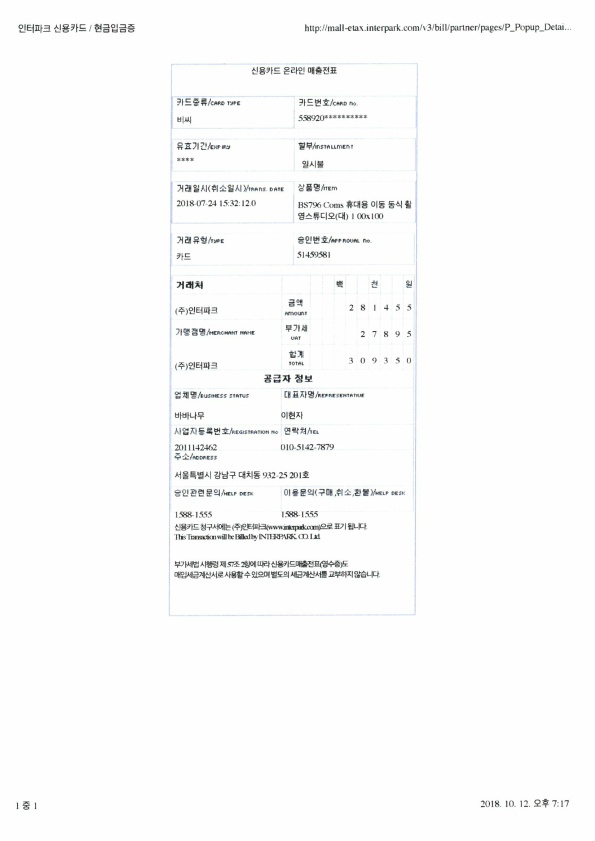 인터파크 신용카드 / 현금입금증 http://mall-etax.interpark.com/v3/bill/partner/pages/P_Popup_Detai...
신용카드 온라인 매출전표
카드종류/CARD TYPE 카드번호/CARD no.
비씨 558920**********
유효기간/EXPIRY 할부/INSTALLMENT
**** 일시불
거래일시(취소일시)/TRANS. DATE 상품명/ITEM
2018-07-24 15:32:12.0 BS796 Coms 휴대용 이동 동식 촬
영스튜디오(대) 1 00x100
거래유형/TYPE 승인번호/APPROVAL no.
카드 51459581
거래처 백 천 일
(주)인터파크 금액 AMOUNT 2 8 1 4 5 5
가맹점명/MERCHANT NAME 부가세 VAT 2 7 8 9 5
(주)인터파크 합계 TOTAL 3 0 9 3 5 0
공급자 정보
업체명/BUSINESS STATUS 대표자명/REPRESENTATIVE
바바나무 이현자
사업자등록번호/REGISTRATION No 연락처/TEL
2011142462 010-5142-7879
주소/ADDRESS
서울특별시 강남구 대치동 932-25 201호
승인관련문의/HELP DESK 이용문의(구매,취소,환불)/HELP DESK
1588-1555 1588-1555
신용카드 청구서에는 (주)인터파크(www.interpark.com)으로 표기 됩니다.
This Transaction will be Billed by INTERPARK. CO. Ltd.
부가세법 시행령 제 57조 2항에 따라 신용카드매출전표(영수증)도
매입세금계산서로 사용할 수 있으며 별도의 세금계산서를 교부하지 않습니다.
1 중 1 2018. 10. 12. 오후 7:17